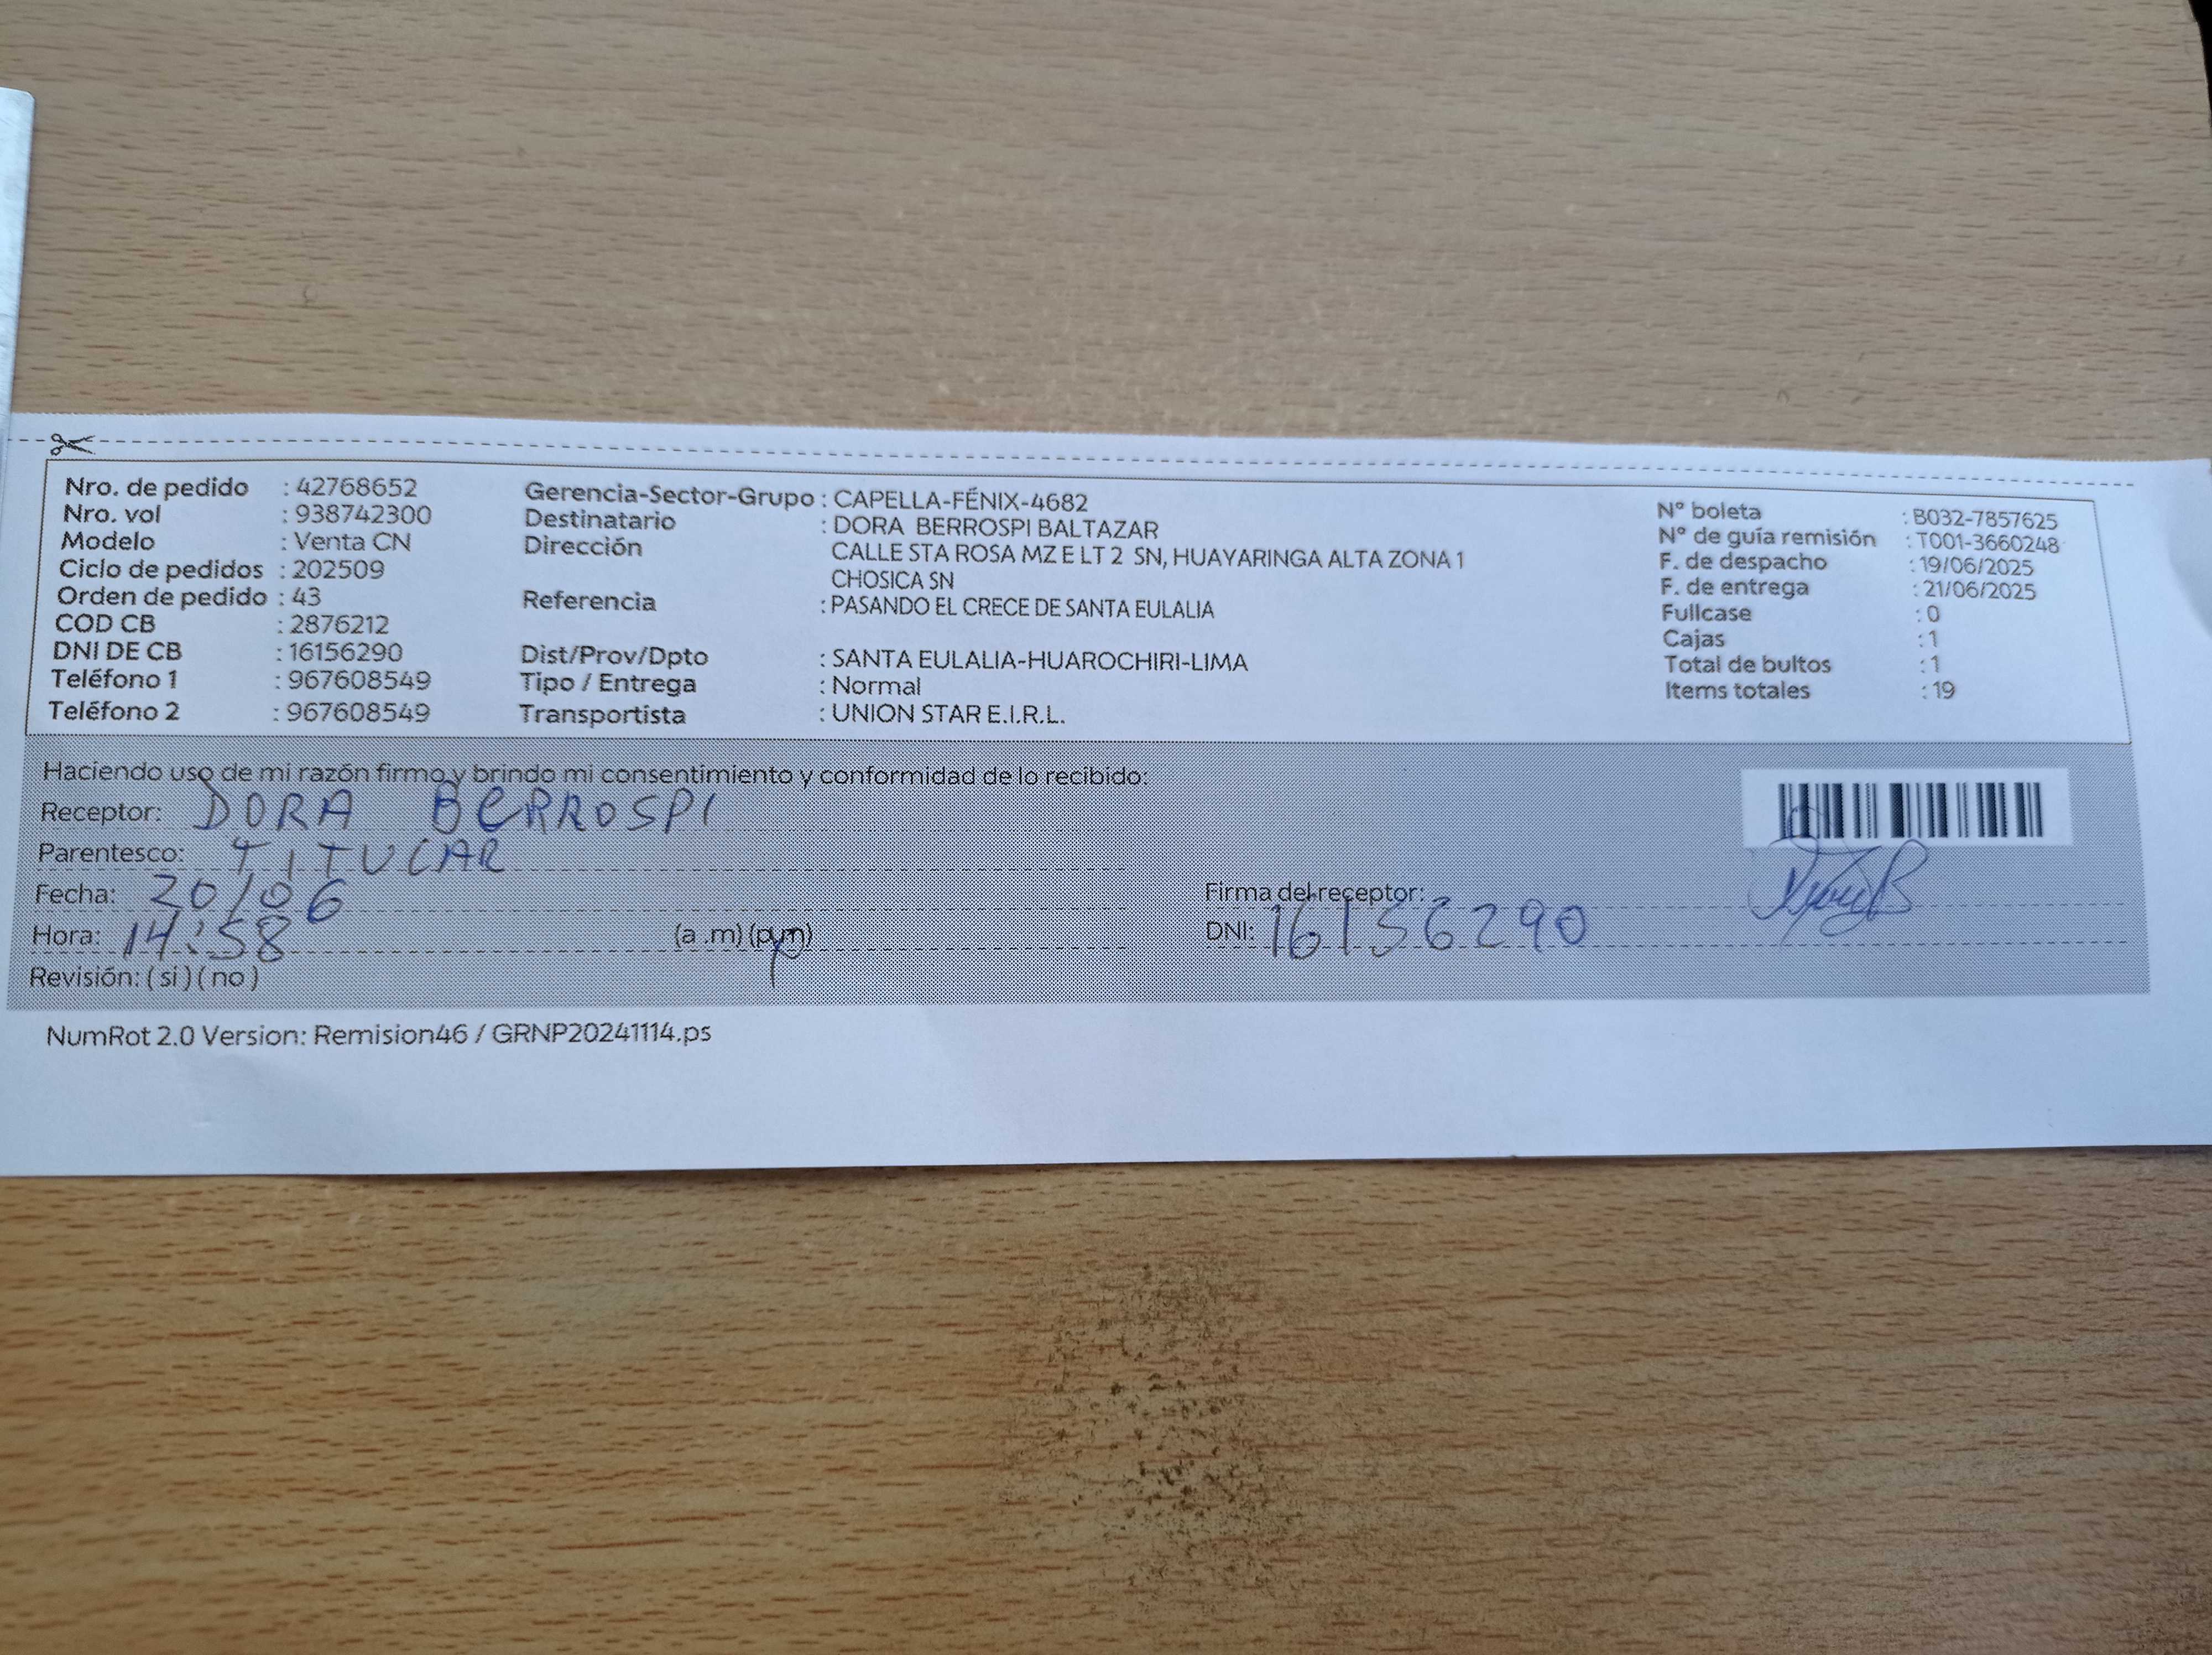 Nro. de pedido : 42768652
Nro. vol : 938742300
Modelo : Venta CN
Ciclo de pedidos : 202509
Orden de pedido : 43
COD CB : 2876212
DNI DE CB : 16156290
Teléfono 1 : 967608549
Teléfono 2 : 967608549
Gerencia-Sector-Grupo : CAPELLA-FÉNIX-4682
Destinatario : DORA BERROSPI BALTAZAR
Dirección CALLE STA ROSA MZ E LT 2 SN, HUAYARINGA ALTA ZONA 1
CHOSICA SN
Referencia : PASANDO EL CRECE DE SANTA EULALIA
Dist/Prov/Dpto : SANTA EULALIA-HUAROCHIRI-LIMA
Tipo / Entrega : Normal
Transportista : UNION STAR E.I.R.L.
N° boleta : B032-7857625
N° de guía remisión : T001-3660248
F. de despacho : 19/06/2025
F. de entrega : 21/06/2025
Fullcase : 0
Cajas : 1
Total de bultos : 1
Items totales : 19
Haciendo uso de mi razón firmo y brindo mi consentimiento y conformidad de lo recibido:
Receptor: DORA BERROSPI
Parentesco: TITULAR
Fecha: 20/06
Hora: 14:58 (a .m) (p.m)
Revisión: ( si ) ( no )
Firma del receptor:
DNI: 16156290
NumRot 2.0 Version: Remision46 / GRNP20241114.ps